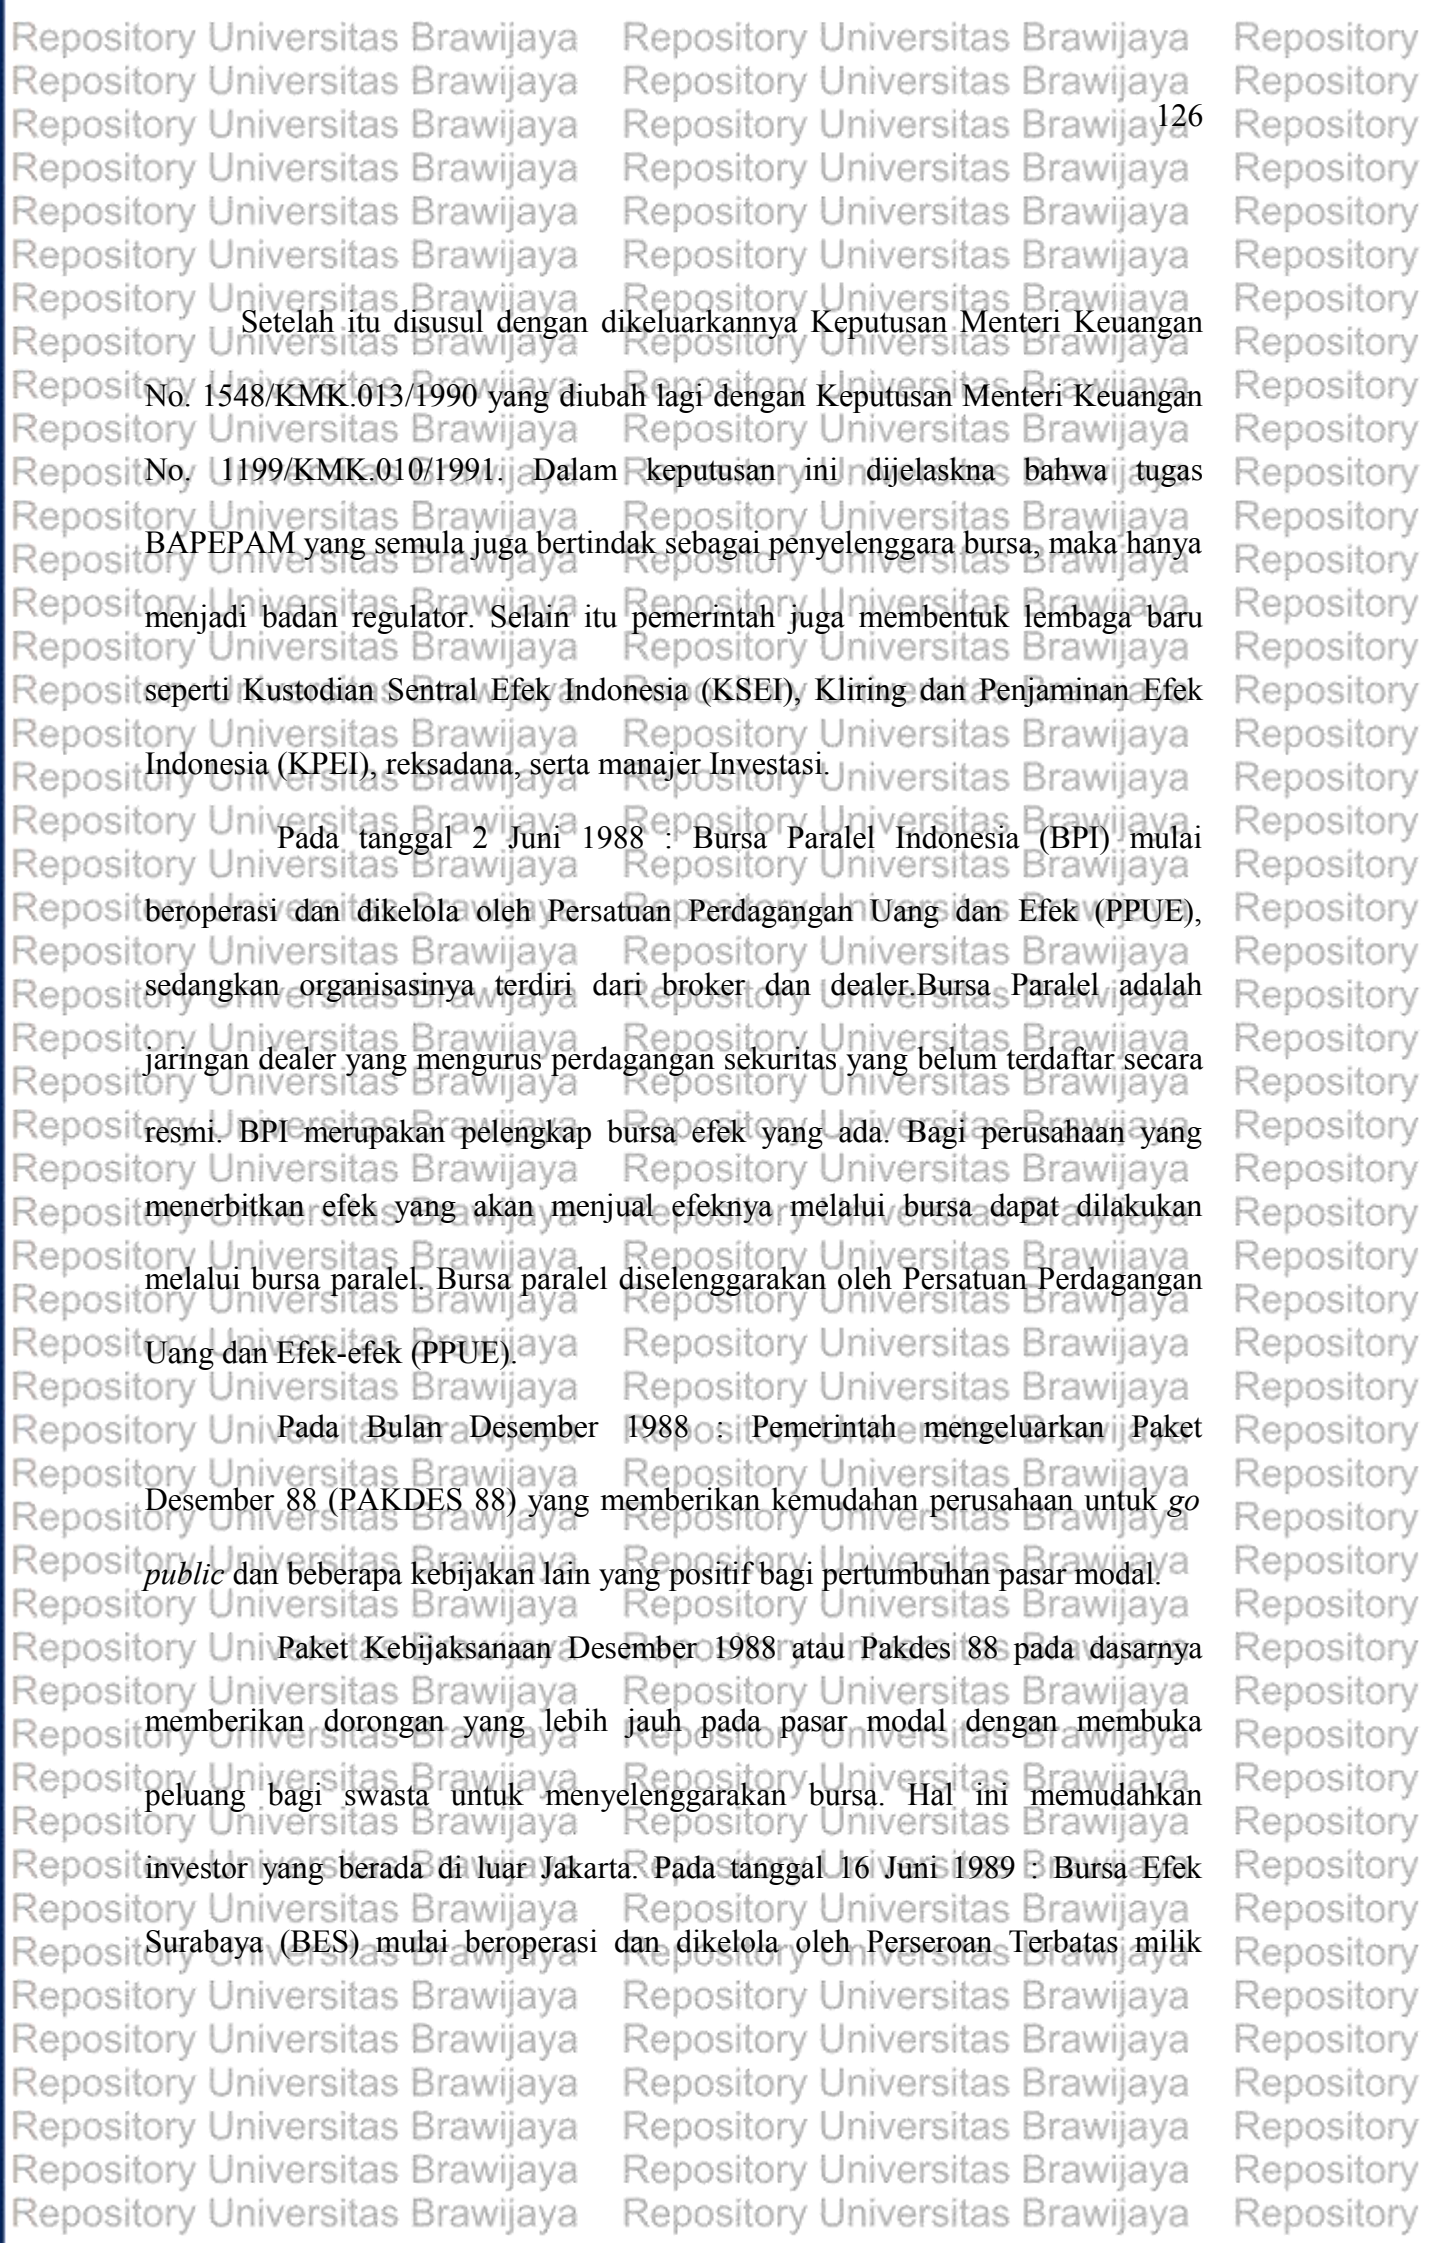 126
Setelah itu disusul dengan dikeluarkannya Keputusan Menteri Keuangan
No. 1548/KMK.013/1990 yang diubah lagi dengan Keputusan Menteri Keuangan
No. 1199/KMK.010/1991. Dalam keputusan ini dijelaskna bahwa tugas
BAPEPAM yang semula juga bertindak sebagai penyelenggara bursa, maka hanya
menjadi badan regulator. Selain itu pemerintah juga membentuk lembaga baru
seperti Kustodian Sentral Efek Indonesia (KSEI), Kliring dan Penjaminan Efek
Indonesia (KPEI), reksadana, serta manajer Investasi.
Pada tanggal 2 Juni 1988 : Bursa Paralel Indonesia (BPI) mulai
beroperasi dan dikelola oleh Persatuan Perdagangan Uang dan Efek (PPUE),
sedangkan organisasinya terdiri dari broker dan dealer.Bursa Paralel adalah
jaringan dealer yang mengurus perdagangan sekuritas yang belum terdaftar secara
resmi. BPI merupakan pelengkap bursa efek yang ada. Bagi perusahaan yang
menerbitkan efek yang akan menjual efeknya melalui bursa dapat dilakukan
melalui bursa paralel. Bursa paralel diselenggarakan oleh Persatuan Perdagangan
Uang dan Efek-efek (PPUE).
Pada Bulan Desember 1988 : Pemerintah mengeluarkan Paket
Desember 88 (PAKDES 88) yang memberikan kemudahan perusahaan untuk go
public dan beberapa kebijakan lain yang positif bagi pertumbuhan pasar modal.
Paket Kebijaksanaan Desember 1988 atau Pakdes 88 pada dasarnya
memberikan dorongan yang lebih jauh pada pasar modal dengan membuka
peluang bagi swasta untuk menyelenggarakan bursa. Hal ini memudahkan
investor yang berada di luar Jakarta. Pada tanggal 16 Juni 1989 : Bursa Efek
Surabaya (BES) mulai beroperasi dan dikelola oleh Perseroan Terbatas milik